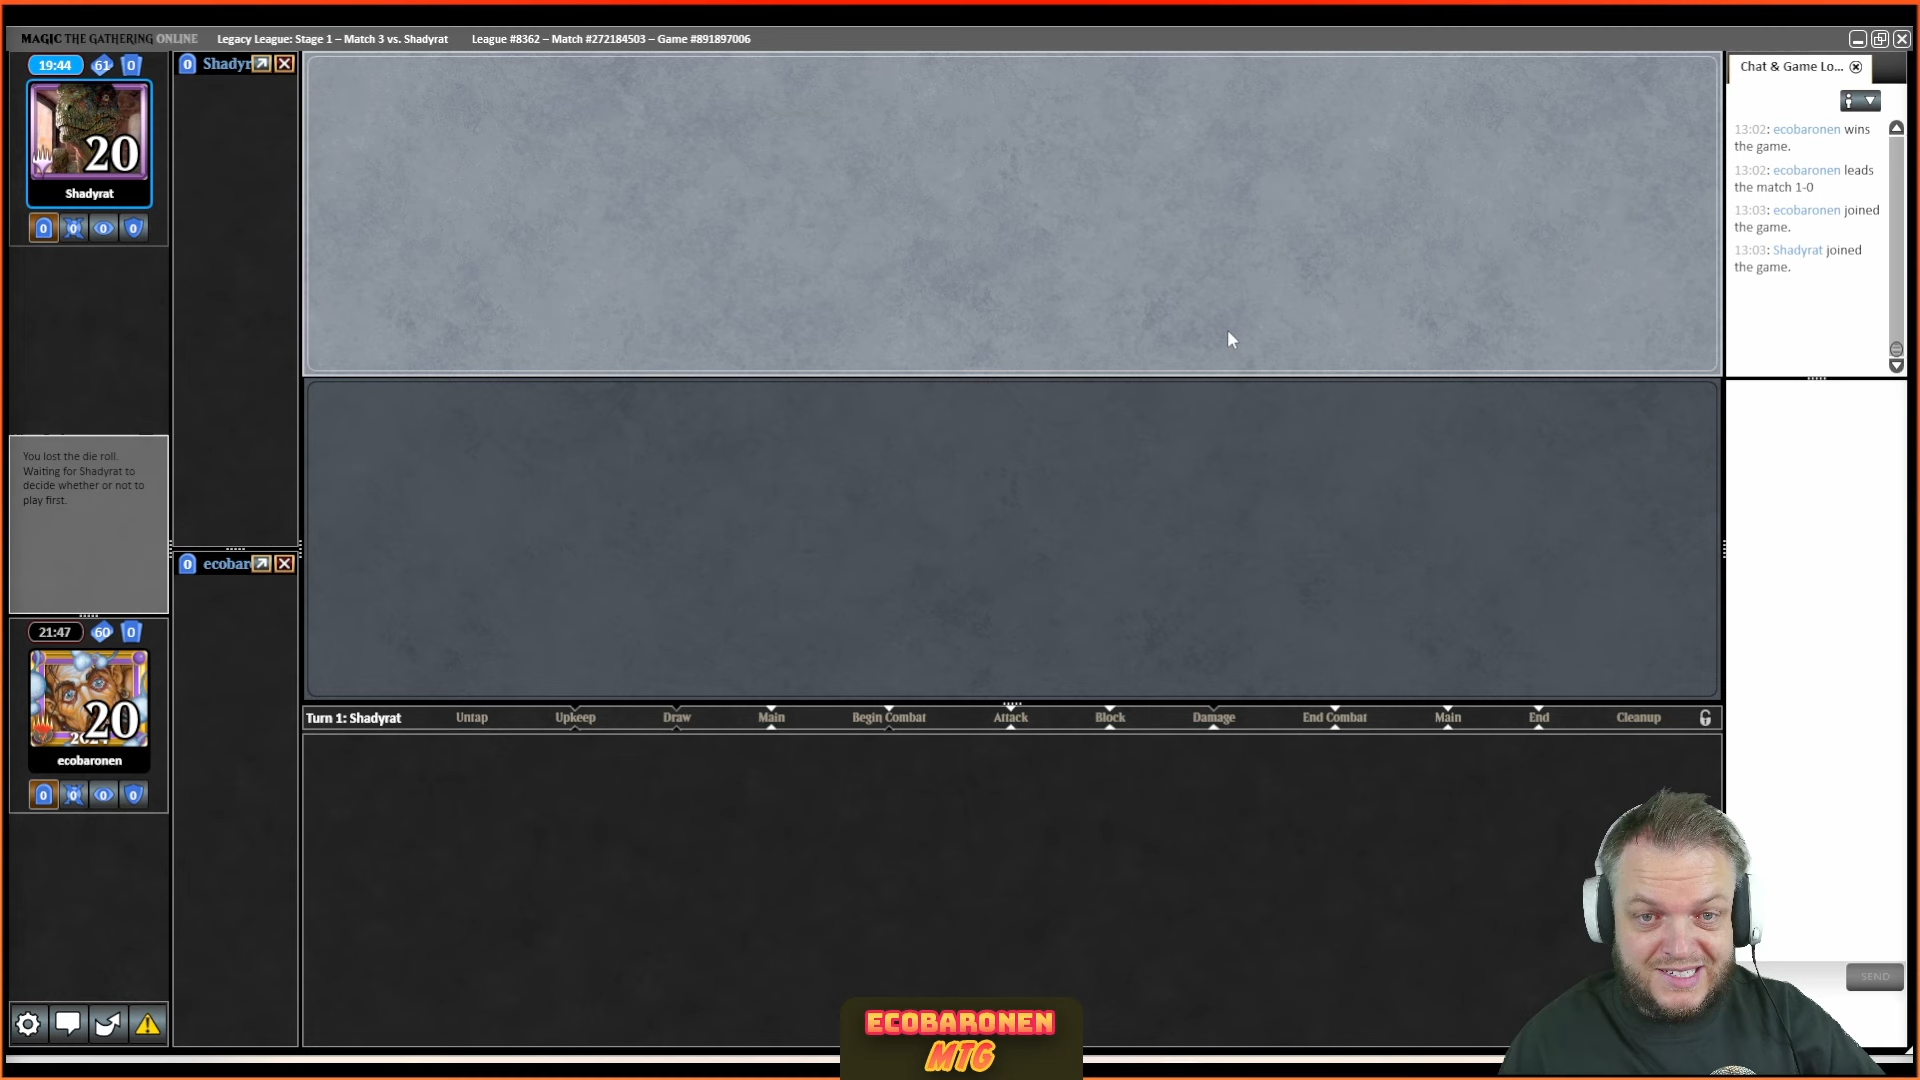 MAGIC THE GATHERING ONLINE
Legacy League: Stage 1 – Match 3 vs. Shadyrat
League #8362 – Match #272184503 – Game #891897006
19:44
61
0
20
Shadyrat
0
0
0
0
0
Shadyr
Chat & Game Lo...
13:02: ecobaronen wins
the game.
13:02: ecobaronen leads
the match 1-0
13:03: ecobaronen joined
the game.
13:03: Shadyrat joined
the game.
You lost the die roll.
Waiting for Shadyrat to
decide whether or not to
play first.
0
ecobar
21:47
60
0
20
ecobaronen
0
0
0
0
Turn 1: Shadyrat
Untap
Upkeep
Draw
Main
Begin Combat
Attack
Block
Damage
End Combat
Main
End
Cleanup
SEND
ECOBARONEN
MTG